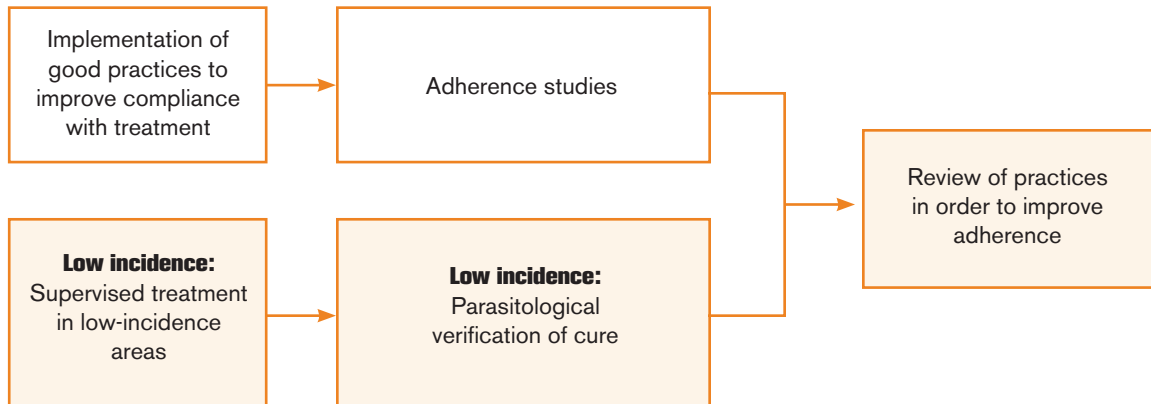 Implementation of
good practices to
improve compliance
with treatment
Adherence studies
Low incidence:
Supervised treatment
in low-incidence
areas
Low incidence:
Parasitological
verification of cure
Review of practices
in order to improve
adherence